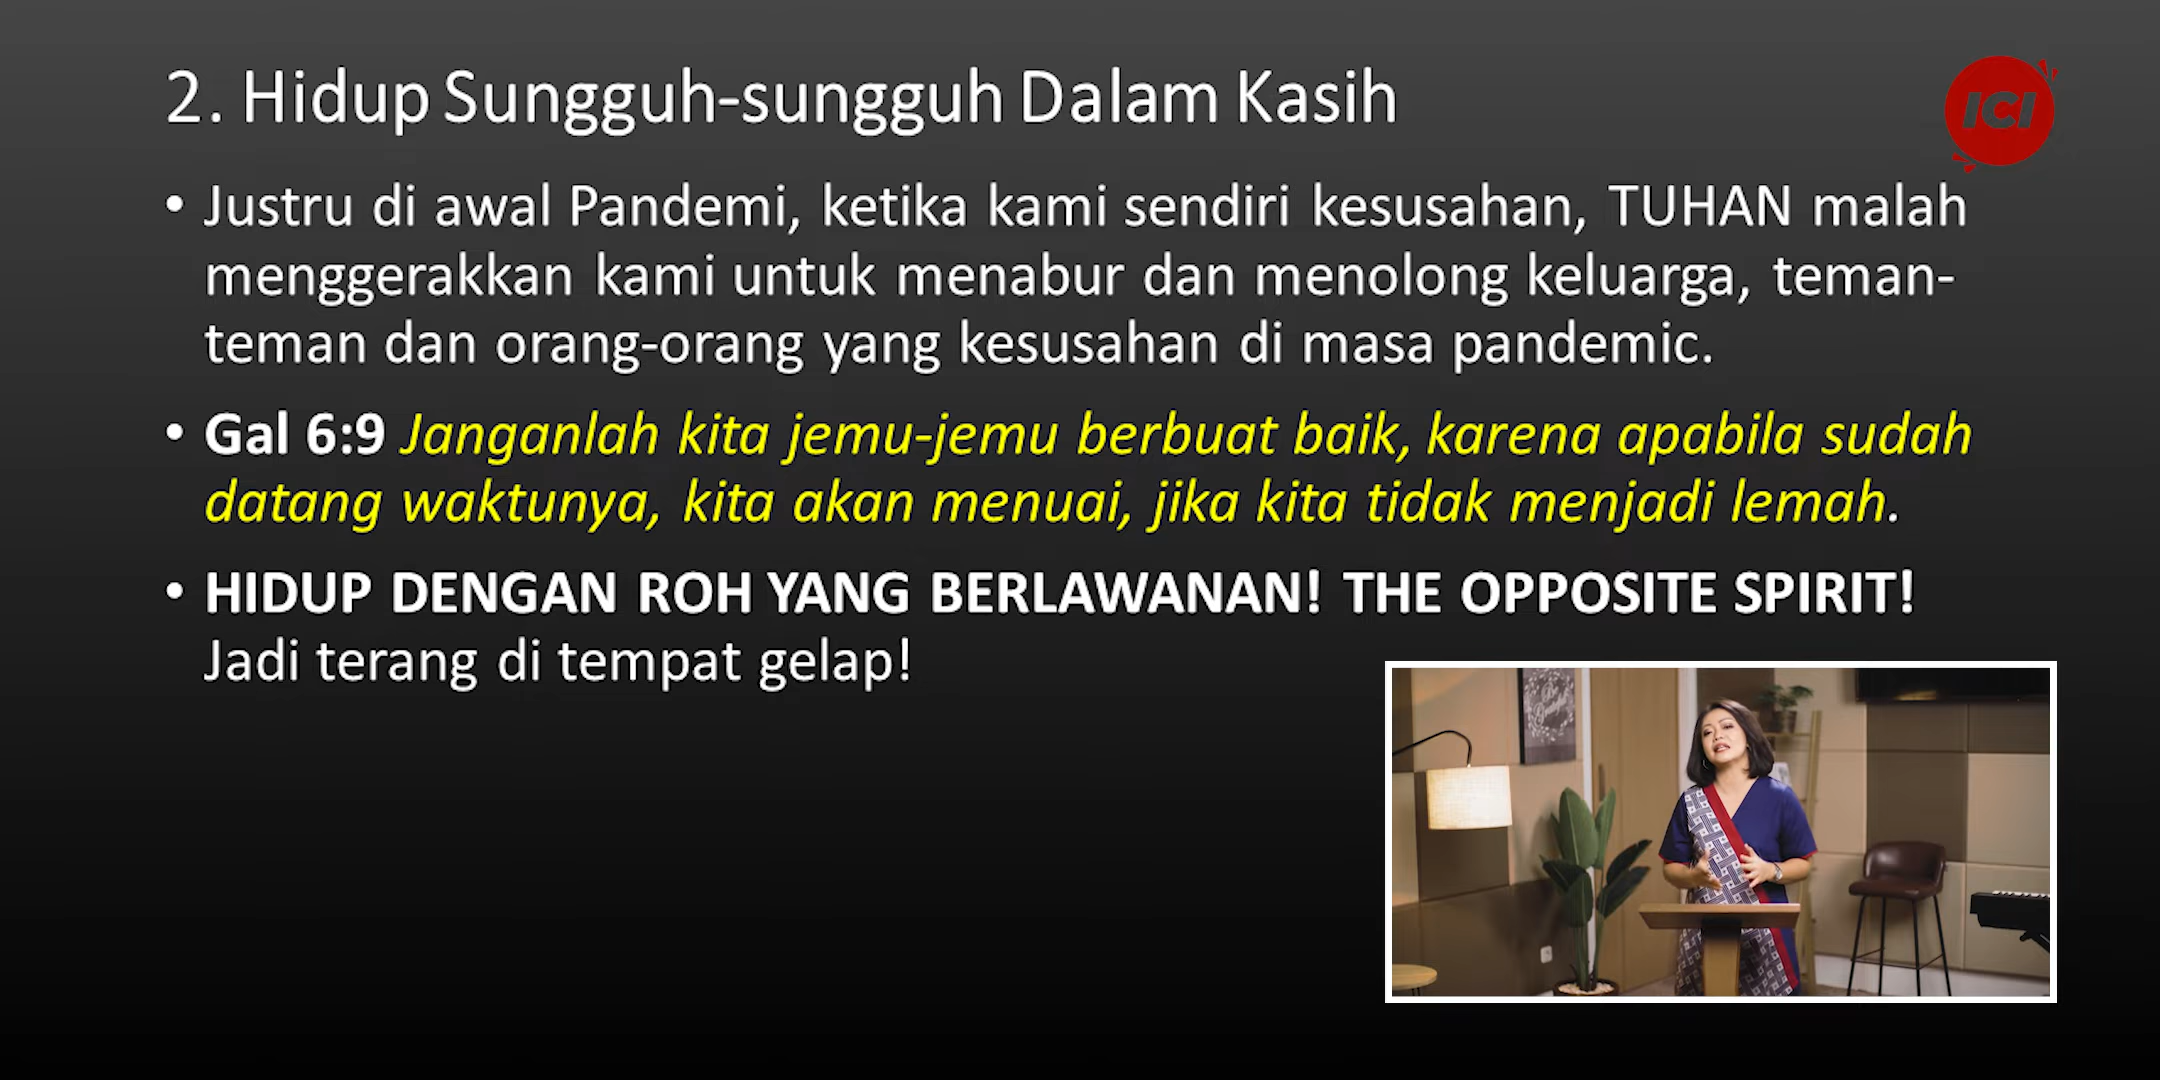 2. Hidup Sungguh-sungguh Dalam Kasih
ICI
• Justru di awal Pandemi, ketika kami sendiri kesusahan, TUHAN malah
menggerakkan kami untuk menabur dan menolong keluarga, teman-
teman dan orang-orang yang kesusahan di masa pandemic.
• Gal 6:9 Janganlah kita jemu-jemu berbuat baik, karena apabila sudah
datang waktunya, kita akan menuai, jika kita tidak menjadi lemah.
• HIDUP DENGAN ROH YANG BERLAWANAN! THE OPPOSITE SPIRIT!
Jadi terang di tempat gelap!
Be
Grateful